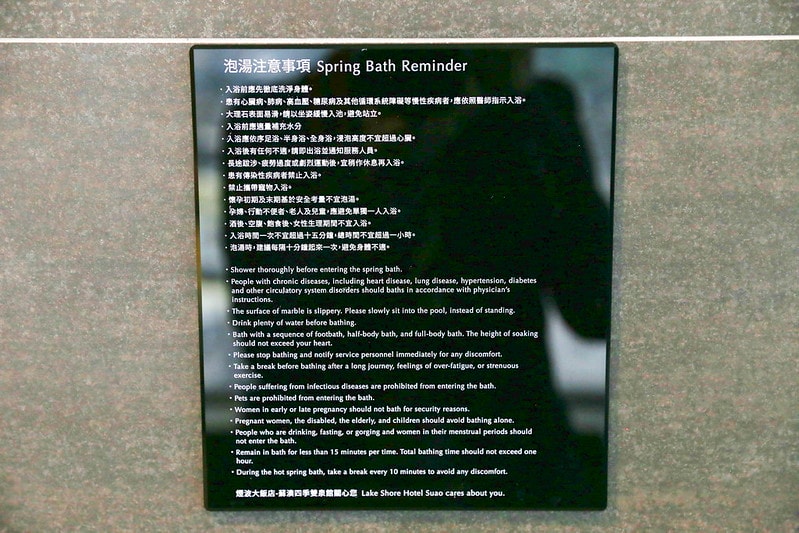 泡湯注意事項 Spring Bath Reminder
・入浴前應先徹底洗淨身體。
・患有心臟病、肺病、高血壓、糖尿病及其他循環系統障礙等慢性疾病者，應依照醫師指示入浴。
・大理石表面易滑，請以坐姿緩慢入池，避免站立。
・入浴前應適量補充水分
・入浴應依序足浴、半身浴、全身浴，浸泡高度不宜超過心臟。
・入浴後有任何不適，請即出浴並通知服務人員。
・長途跋涉、疲勞過度或劇烈運動後，宜稍作休息再入浴。
・患有傳染性疾病者禁止入浴。
・禁止攜帶寵物入浴。
・懷孕初期及末期基於安全考量不宜泡湯。
・孕婦、行動不便者、老人及兒童，應避免單獨一人入浴。
・酒後、空腹、飽食後、女性生理期間不宜入浴。
・入浴時間一次不宜超過十五分鐘，總時間不宜超過一小時。
・泡湯時，建議每隔十分鐘起來一次，避免身體不適。
・Shower thoroughly before entering the spring bath.
・People with chronic diseases, including heart disease, lung disease, hypertension, diabetes
and other circulatory system disorders should baths in accordance with physician's
instructions.
・The surface of marble is slippery. Please slowly sit into the pool, instead of standing.
・Drink plenty of water before bathing.
・Bath with a sequence of footbath, half-body bath, and full-body bath. The height of soaking
should not exceed your heart.
・Please stop bathing and notify service personnel immediately for any discomfort.
・Take a break before bathing after a long journey, feelings of over-fatigue, or strenuous
exercise.
・People suffering from infectious diseases are prohibited from entering the bath.
・Pets are prohibited from entering the bath.
・Women in early or late pregnancy should not bath for security reasons.
・Pregnant women, the disabled, the elderly, and children should avoid bathing alone.
・People who are drinking, fasting, or gorging and women in their menstrual periods should
not enter the bath.
・Remain in bath for less than 15 minutes per time. Total bathing time should not exceed one
hour.
・During the hot spring bath, take a break every 10 minutes to avoid any discomfort.
煙波大飯店-蘇澳四季雙泉館關心您 Lake Shore Hotel Suao cares about you.